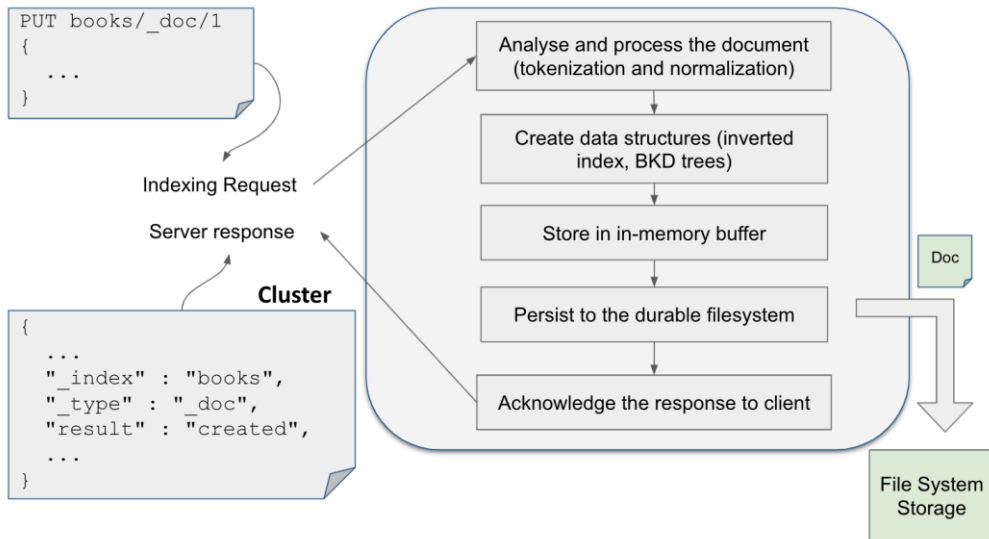 PUT books/_doc/1
{
...
}
Indexing Request
Server response
Cluster
{
...
"_index" : "books",
"_type" : "_doc",
"result" : "created",
...
}
Analyse and process the document
(tokenization and normalization)
Create data structures (inverted
index, BKD trees)
Store in in-memory buffer
Persist to the durable filesystem
Acknowledge the response to client
Doc
File System
Storage